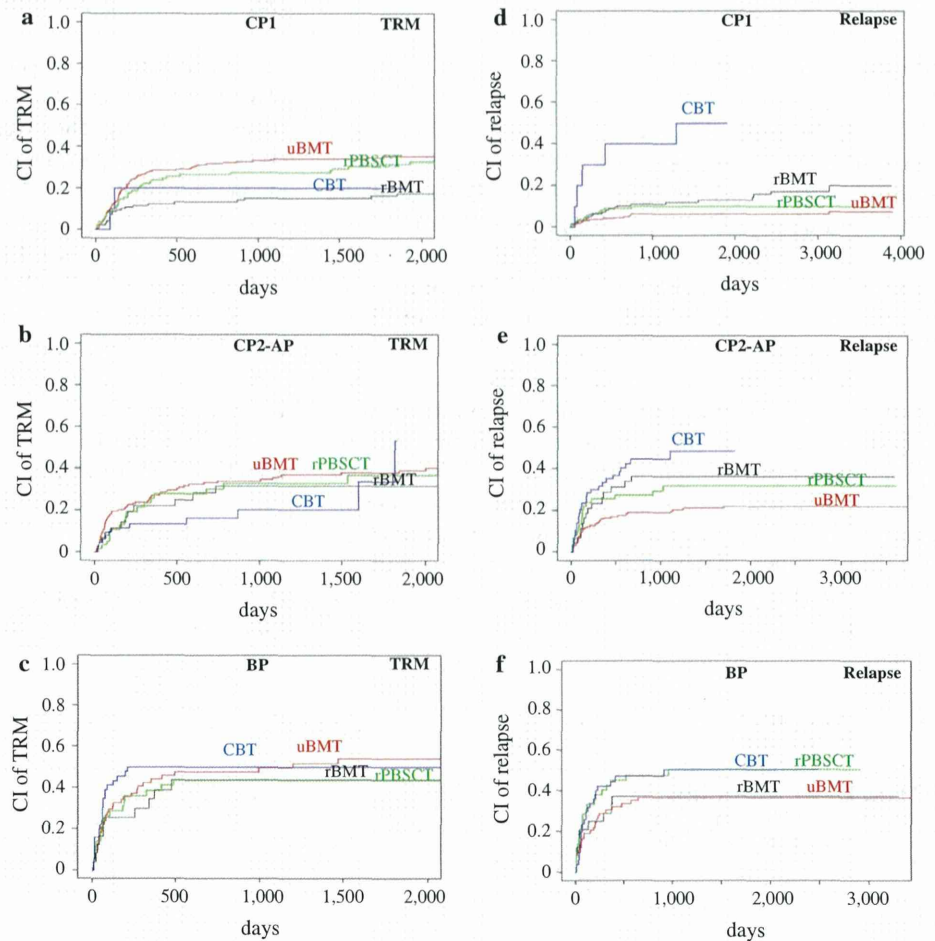 a
CP1 TRM
CI of TRM
1.0
0.8
0.6
0.4
0.2
0
uBMT
rPBSCT
CBT
rBMT
0 500 1,000 1,500 2,000
days
d
CP1 Relapse
CI of relapse
1.0
0.8
0.6
0.4
0.2
0
CBT
rBMT
rPBSCT uBMT
0 1,000 2,000 3,000 4,000
days
b
CP2-AP TRM
CI of TRM
1.0
0.8
0.6
0.4
0.2
0
uBMT rPBSCT
rBMT
CBT
0 500 1,000 1,500 2,000
days
e
CP2-AP Relapse
CI of relapse
1.0
0.8
0.6
0.4
0.2
0
CBT
rBMT
rPBSCT
uBMT
0 1,000 2,000 3,000
days
c
BP TRM
CI of TRM
1.0
0.8
0.6
0.4
0.2
0
CBT uBMT
rBMT rPBSCT
0 500 1,000 1,500 2,000
days
f
BP Relapse
CI of relapse
1.0
0.8
0.6
0.4
0.2
0
CBT rPBSCT
rBMT uBMT
0 1,000 2,000 3,000
days